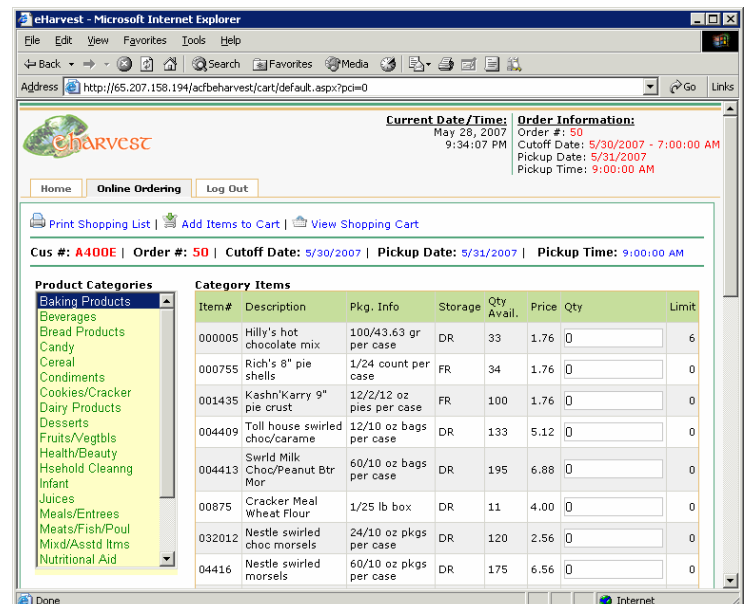 eHarvest - Microsoft Internet Explorer
File Edit View Favorites Tools Help
Back Search Favorites Media
Address http://65.207.158.194/acfbeharvest/cart/default.aspx?pci=0 Go Links
eHARVEST
Current Date/Time:
May 28, 2007
9:34:07 PM
Order Information:
Order #: 50
Cutoff Date: 5/30/2007 - 7:00:00 AM
Pickup Date: 5/31/2007
Pickup Time: 9:00:00 AM
Home Online Ordering Log Out
Print Shopping List | Add Items to Cart | View Shopping Cart
Cus #: A400E | Order #: 50 | Cutoff Date: 5/30/2007 | Pickup Date: 5/31/2007 | Pickup Time: 9:00:00 AM
Product Categories
Baking Products
Beverages
Bread Products
Candy
Cereal
Condiments
Cookies/Cracker
Dairy Products
Desserts
Fruits/Vegtbls
Health/Beauty
Hsehold Cleanng
Infant
Juices
Meals/Entrees
Meats/Fish/Poul
Mixd/Asstd Itms
Nutritional Aid
Category Items
Item# Description Pkg. Info Storage Qty Avail. Price Qty Limit
000005 Hilly's hot chocolate mix 100/43.63 gr per case DR 33 1.76 0 6
000755 Rich's 8" pie shells 1/24 count per case FR 34 1.76 0 0
001435 Kashn'Karry 9" pie crust 12/2/12 oz pies per case FR 100 1.76 0 0
004409 Toll house swirled choc/carame 12/10 oz bags per case DR 133 5.12 0 0
004413 Swrld Milk Choc/Peanut Btr Mor 60/10 oz bags per case DR 195 6.88 0 0
00875 Cracker Meal Wheat Flour 1/25 lb box DR 11 4.00 0 0
032012 Nestle swirled choc morsels 24/10 oz pkgs per case DR 120 2.56 0 0
04416 Nestle swirled morsels 60/10 oz pkgs per case DR 175 6.56 0 0
Done Internet